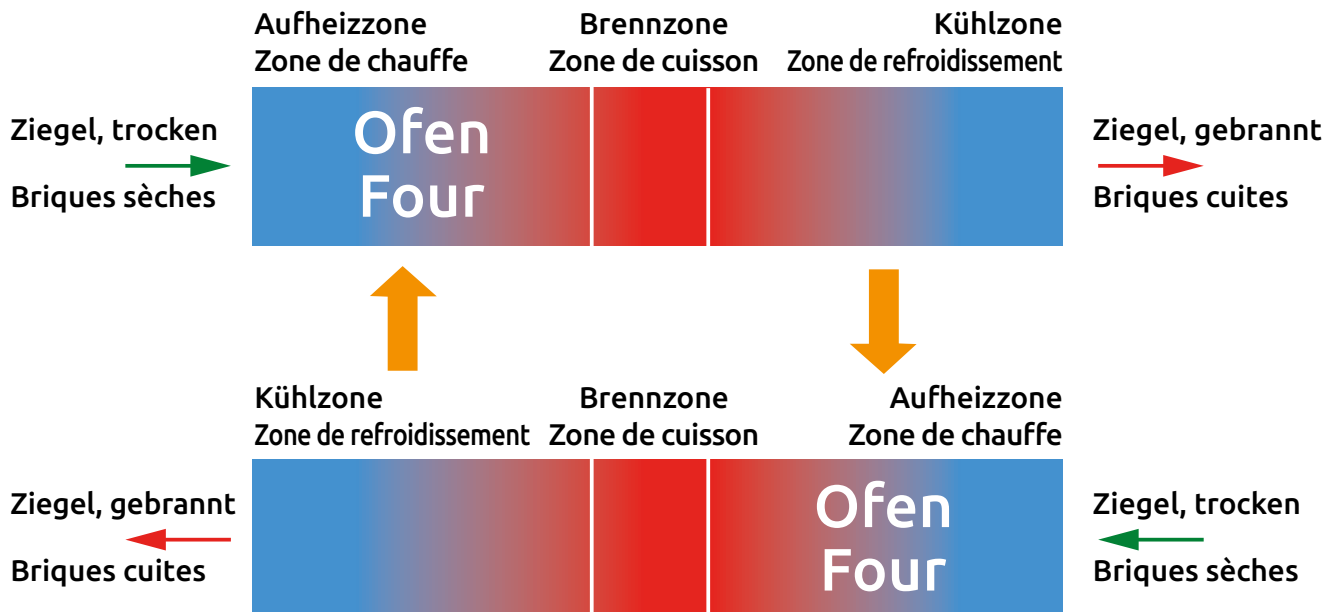 Aufheizzone
Zone de chauffe
Brennzone
Zone de cuisson
Kühlzone
Zone de refroidissement
Ziegel, trocken
Briques sèches
Ofen
Four
Ziegel, gebrannt
Briques cuites
Kühlzone
Zone de refroidissement
Brennzone
Zone de cuisson
Aufheizzone
Zone de chauffe
Ziegel, gebrannt
Briques cuites
Ofen
Four
Ziegel, trocken
Briques sèches